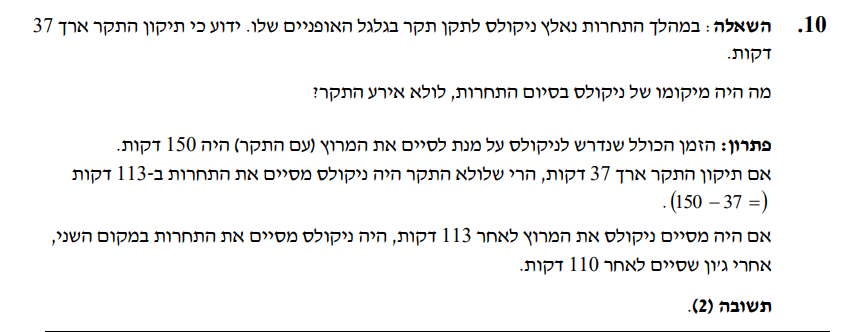 10. השאלה: במהלך התחרות נאלץ ניקולס לתקן תקר בגלגל האופניים שלו. ידוע כי תיקון התקר ארך 37
דקות.
מה היה מיקומו של ניקולס בסיום התחרות, לולא אירע התקר?
פתרון: הזמן הכולל שנדרש לניקולס על מנת לסיים את המרוץ (עם התקר) היה 150 דקות.
אם תיקון התקר ארך 37 דקות, הרי שלולא התקר היה ניקולס מסיים את התחרות ב-113 דקות
(= 37 − 150).
אם היה מסיים ניקולס את המרוץ לאחר 113 דקות, היה ניקולס מסיים את התחרות במקום השני,
אחרי ג'ון שסיים לאחר 110 דקות.
תשובה (2).